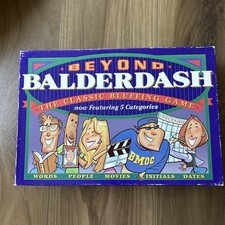 BEYOND
BALDERDASH
THE CLASSIC BLUFFING GAME
now Featuring 5 Categories
BMOC
WORDS PEOPLE MOVIES INITIALS DATES